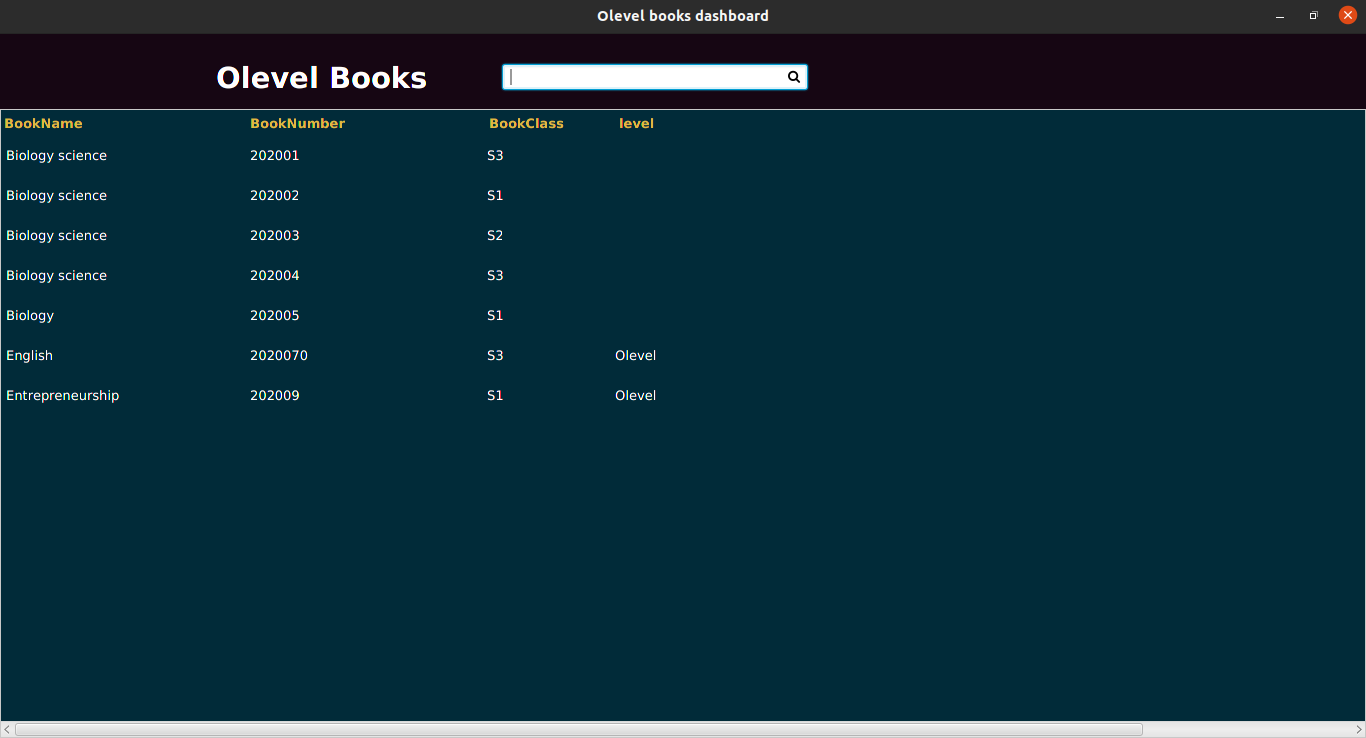 Olevel books dashboard
Olevel Books
BookName BookNumber BookClass level
Biology science 202001 S3
Biology science 202002 S1
Biology science 202003 S2
Biology science 202004 S3
Biology 202005 S1
English 2020070 S3 Olevel
Entrepreneurship 202009 S1 Olevel